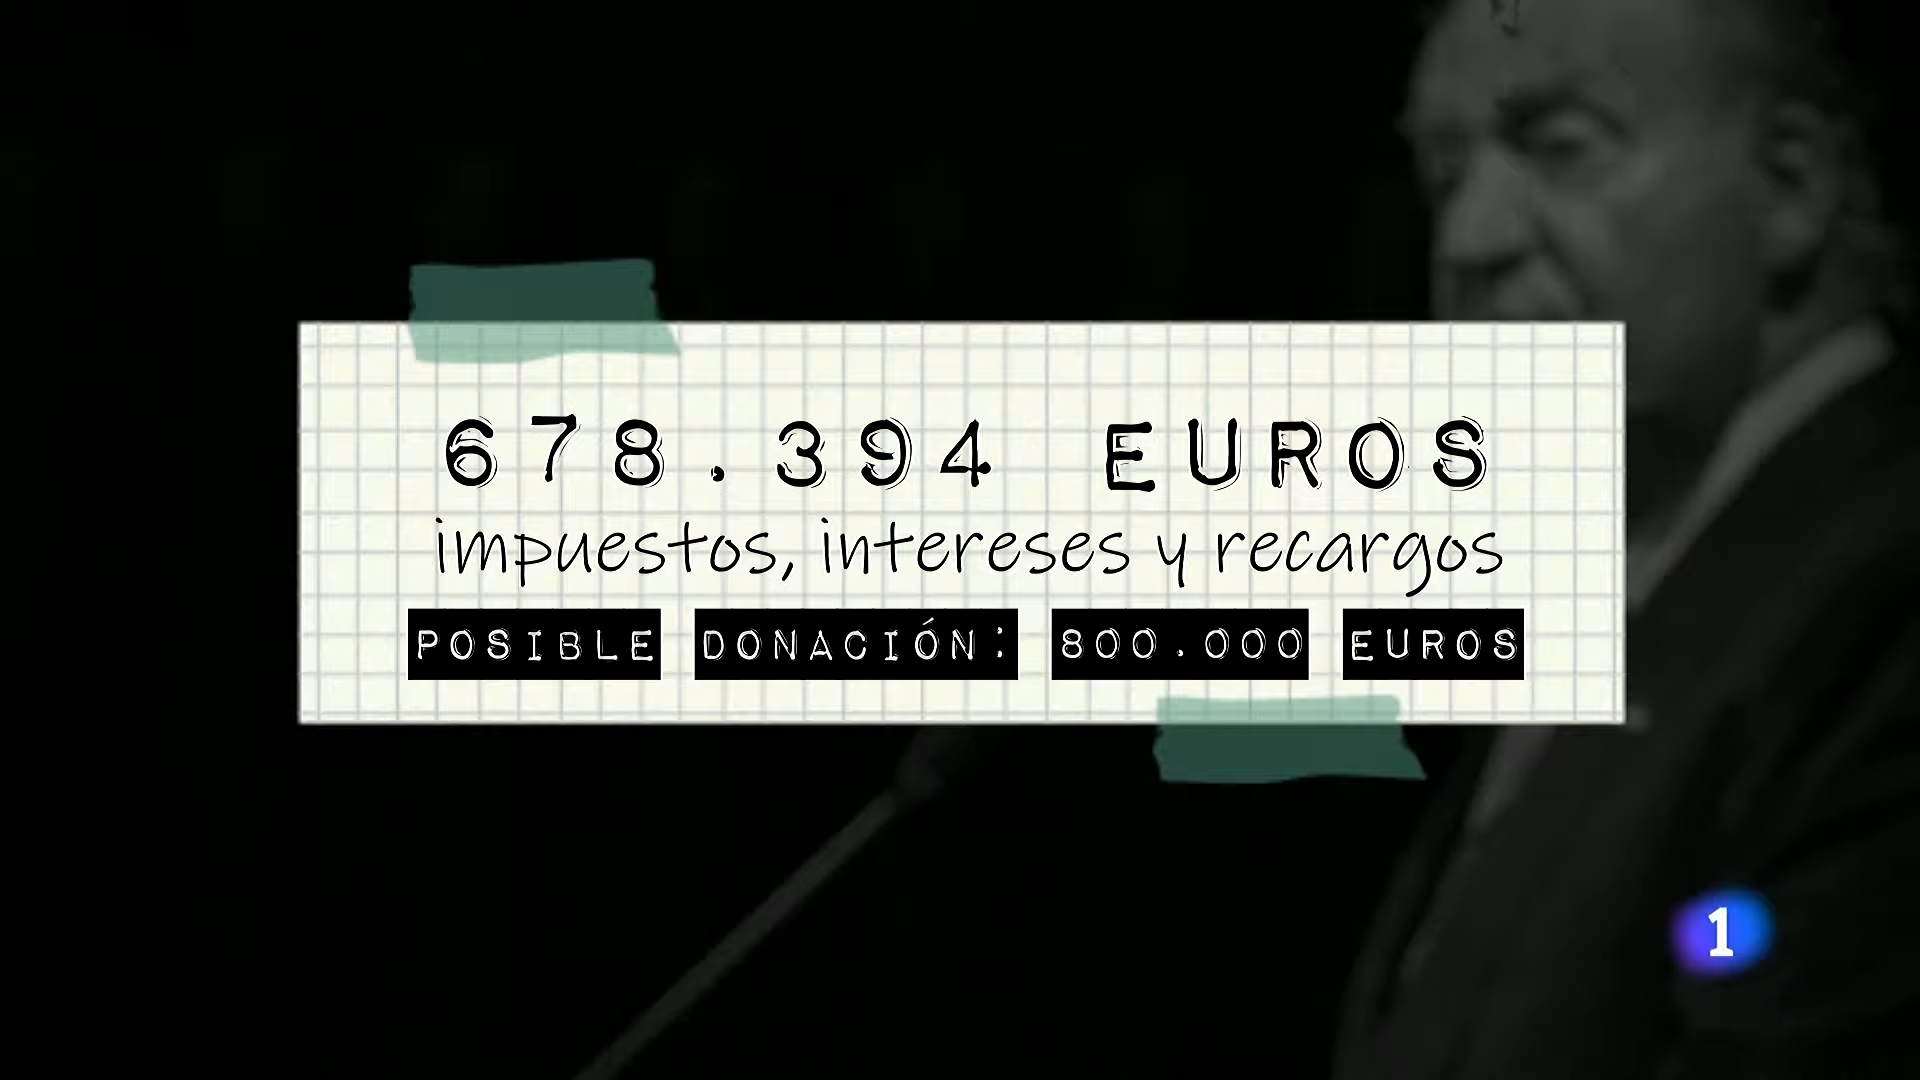 678.394 EUROS
impuestos, intereses y recargos
POSIBLE DONACIÓN: 800.000 EUROS
1